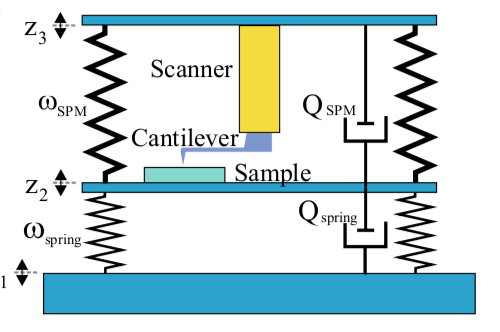 z3
Scanner
ωSPM
QSPM
Cantilever
Sample
z2
Qspring
ωspring
1